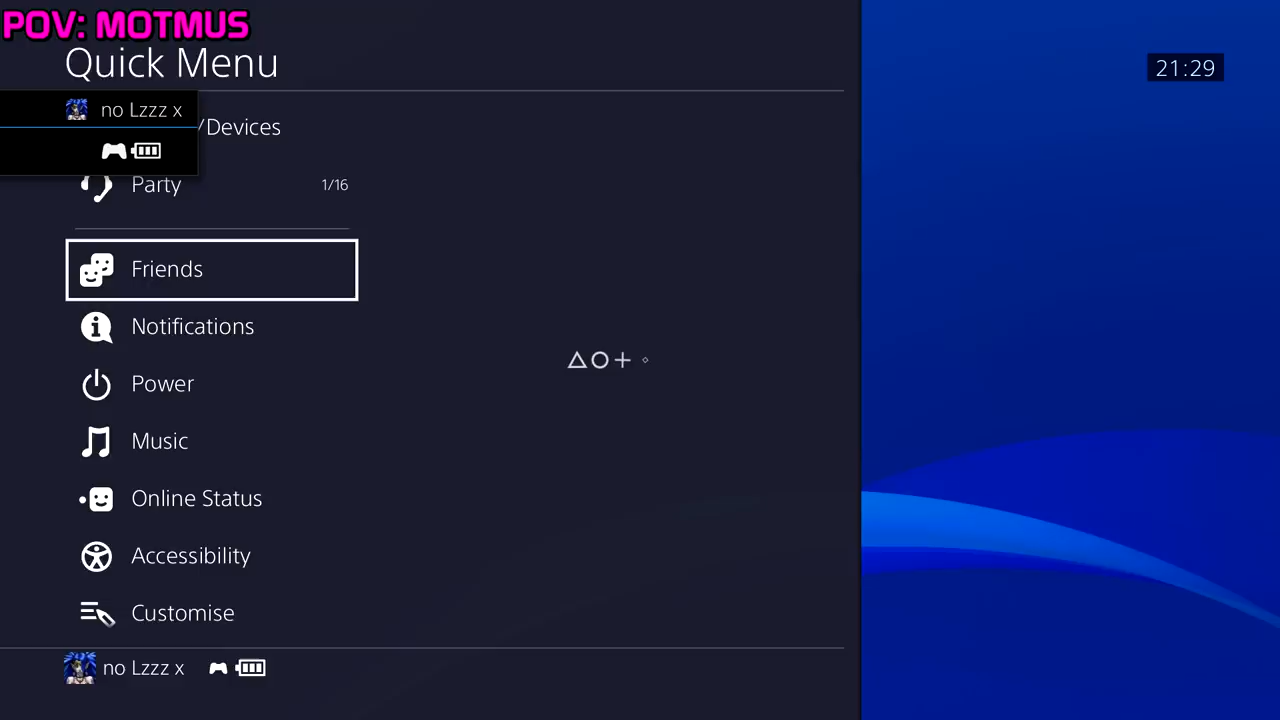 POV: MOTMUS
Quick Menu
21:29
no Lzzz x
/Devices
Party 1/16
Friends
Notifications
Power
Music
Online Status
Accessibility
Customise
no Lzzz x